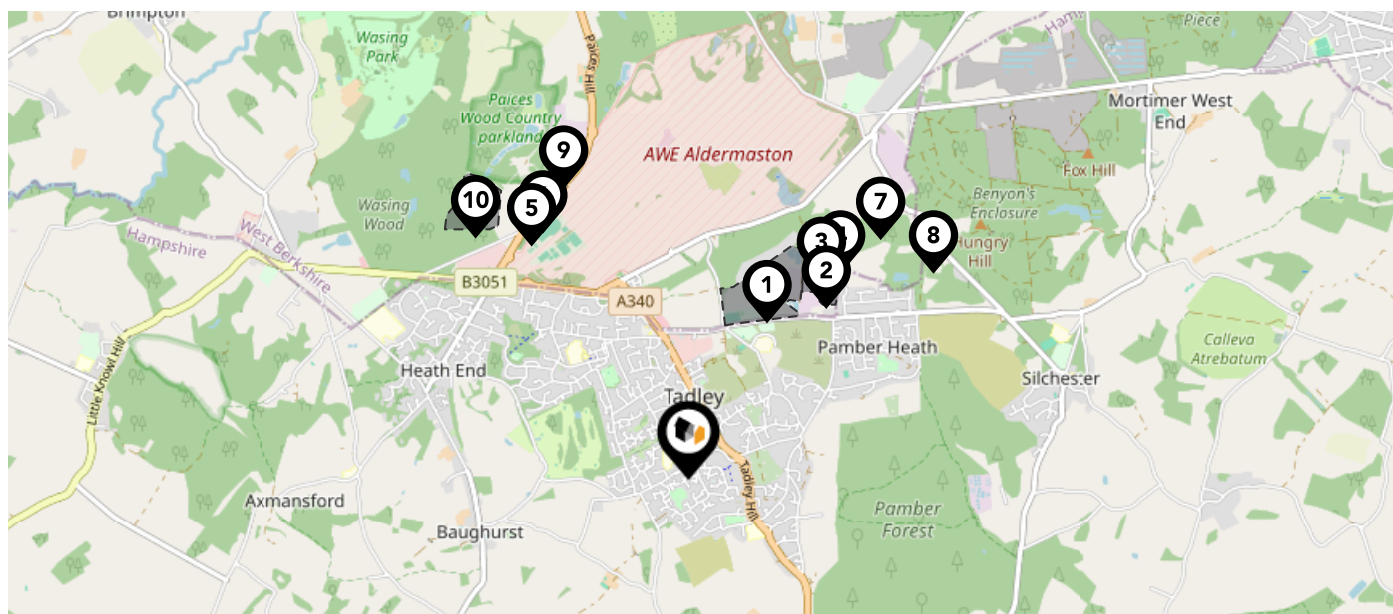 Brimpton
Wasing
Park
Paices Hill
Paices
Wood Country
parkland
Piece
Mortimer West
End
AWE Aldermaston
Fox Hill
9
Benyon's
Enclosure
10
5
Wasing
Wood
7
West Berkshire
Hampshire
3
8
Hungry
Hill
2
1
B3051
A340
Pamber Heath
Calleva
Atrebatum
Little Knowl Hill
Heath End
Silchester
Tadley
Tadley Hill
Axmansford
Baughurst
Pamber
Forest